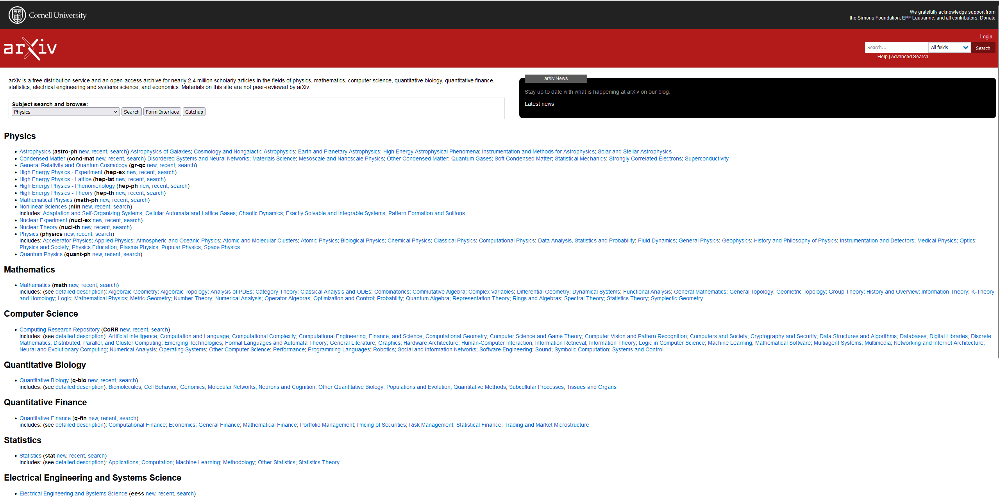 Cornell University
We gratefully acknowledge support from
the Simons Foundation, EPF Lausanne, and all contributors. Donate
arXiv
Login
Search...
All fields
Search
Help | Advanced Search
arXiv is a free distribution service and an open-access archive for nearly 2.4 million scholarly articles in the fields of physics, mathematics, computer science, quantitative biology, quantitative finance,
statistics, electrical engineering and systems science, and economics. Materials on this site are not peer-reviewed by arXiv.
Subject search and browse:
Physics
Search
Form Interface
Catchup
arXiv News
Stay up to date with what is happening at arXiv on our blog.
Latest news
Physics
Astrophysics (astro-ph new, recent, search) Astrophysics of Galaxies; Cosmology and Nongalactic Astrophysics; Earth and Planetary Astrophysics; High Energy Astrophysical Phenomena; Instrumentation and Methods for Astrophysics; Solar and Stellar Astrophysics
Condensed Matter (cond-mat new, recent, search) Disordered Systems and Neural Networks; Materials Science; Mesoscale and Nanoscale Physics; Other Condensed Matter; Quantum Gases; Soft Condensed Matter; Statistical Mechanics; Strongly Correlated Electrons; Superconductivity
General Relativity and Quantum Cosmology (gr-qc new, recent, search)
High Energy Physics - Experiment (hep-ex new, recent, search)
High Energy Physics - Lattice (hep-lat new, recent, search)
High Energy Physics - Phenomenology (hep-ph new, recent, search)
High Energy Physics - Theory (hep-th new, recent, search)
Mathematical Physics (math-ph new, recent, search)
Nonlinear Sciences (nlin new, recent, search)
includes: Adaptation and Self-Organizing Systems; Cellular Automata and Lattice Gases; Chaotic Dynamics; Exactly Solvable and Integrable Systems; Pattern Formation and Solitons
Nuclear Experiment (nucl-ex new, recent, search)
Nuclear Theory (nucl-th new, recent, search)
Physics (physics new, recent, search)
includes: Accelerator Physics; Applied Physics; Atmospheric and Oceanic Physics; Atomic and Molecular Clusters; Atomic Physics; Biological Physics; Chemical Physics; Classical Physics; Computational Physics; Data Analysis, Statistics and Probability; Fluid Dynamics; General Physics; Geophysics; History and Philosophy of Physics; Instrumentation and Detectors; Medical Physics; Optics;
Physics and Society; Physics Education; Plasma Physics; Popular Physics; Space Physics
Quantum Physics (quant-ph new, recent, search)
Mathematics
Mathematics (math new, recent, search)
includes: (see detailed description): Algebraic Geometry; Algebraic Topology; Analysis of PDEs; Category Theory; Classical Analysis and ODEs; Combinatorics; Commutative Algebra; Complex Variables; Differential Geometry; Dynamical Systems; Functional Analysis; General Mathematics; General Topology; Geometric Topology; Group Theory; History and Overview; Information Theory; K-Theory
and Homology; Logic; Mathematical Physics; Metric Geometry; Number Theory; Numerical Analysis; Operator Algebras; Optimization and Control; Probability; Quantum Algebra; Representation Theory; Rings and Algebras; Spectral Theory; Statistics Theory; Symplectic Geometry
Computer Science
Computing Research Repository (CoRR new, recent, search)
includes: (see detailed description): Artificial Intelligence; Computation and Language; Computational Complexity; Computational Engineering, Finance, and Science; Computational Geometry; Computer Science and Game Theory; Computer Vision and Pattern Recognition; Computers and Society; Cryptography and Security; Data Structures and Algorithms; Databases; Digital Libraries; Discrete
Mathematics; Distributed, Parallel, and Cluster Computing; Emerging Technologies; Formal Languages and Automata Theory; General Literature; Graphics; Hardware Architecture; Human-Computer Interaction; Information Retrieval; Information Theory; Logic in Computer Science; Machine Learning; Mathematical Software; Multiagent Systems; Multimedia; Networking and Internet Architecture;
Neural and Evolutionary Computing; Numerical Analysis; Operating Systems; Other Computer Science; Performance; Programming Languages; Robotics; Social and Information Networks; Software Engineering; Sound; Symbolic Computation; Systems and Control
Quantitative Biology
Quantitative Biology (q-bio new, recent, search)
includes: (see detailed description): Biomolecules; Cell Behavior; Genomics; Molecular Networks; Neurons and Cognition; Other Quantitative Biology; Populations and Evolution; Quantitative Methods; Subcellular Processes; Tissues and Organs
Quantitative Finance
Quantitative Finance (q-fin new, recent, search)
includes: (see detailed description): Computational Finance; Economics; General Finance; Mathematical Finance; Portfolio Management; Pricing of Securities; Risk Management; Statistical Finance; Trading and Market Microstructure
Statistics
Statistics (stat new, recent, search)
includes: (see detailed description): Applications; Computation; Machine Learning; Methodology; Other Statistics; Statistics Theory
Electrical Engineering and Systems Science
Electrical Engineering and Systems Science (eess new, recent, search)